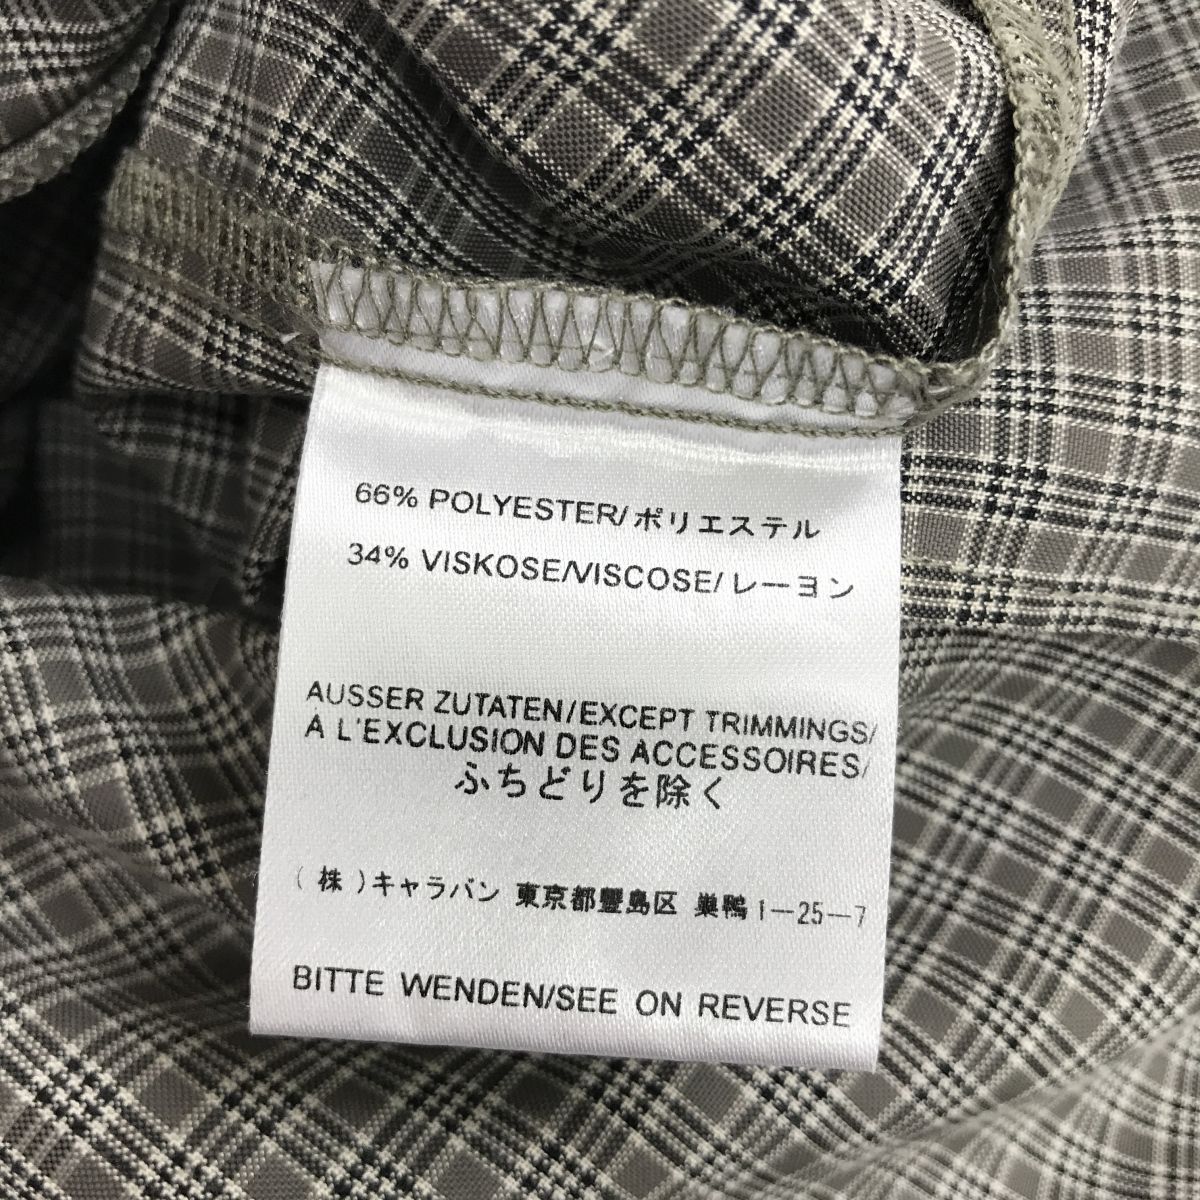 66% POLYESTER/ポリエステル
34% VISKOSE/VISCOSE/レーヨン
AUSSER ZUTATEN/EXCEPT TRIMMINGS/
A L'EXCLUSION DES ACCESSOIRES/
ふちどりを除く
(株)キャラバン 東京都豐島区 巣鴨1-25-7
BITTE WENDEN/SEE ON REVERSE